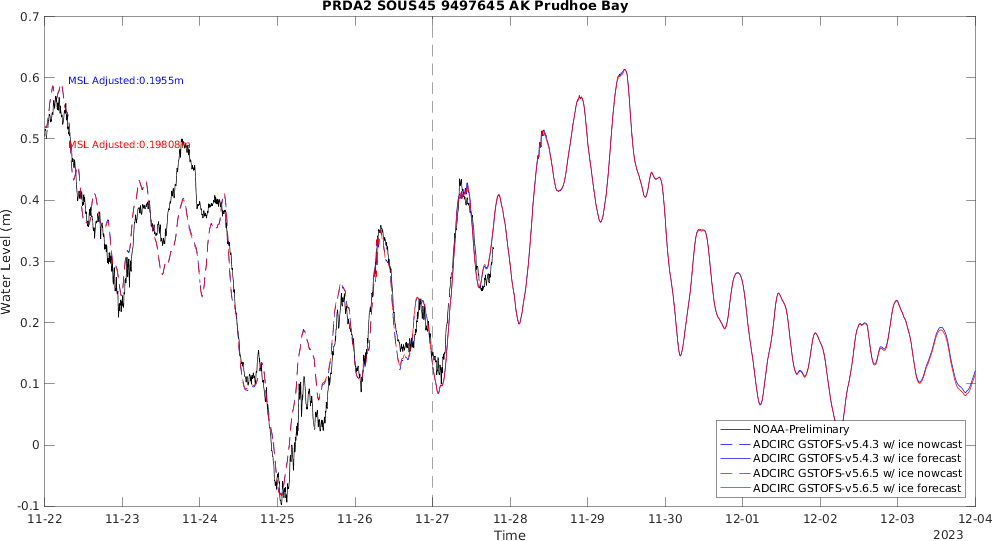 PRDA2 SOUS45 9497645 AK Prudhoe Bay
0.7
0.6
0.5
0.4
0.3
0.2
0.1
0
-0.1
Water Level (m)
MSL Adjusted:0.1955m
MSL Adjusted:0.19808m
NOAA-Preliminary
ADCIRC GSTOFS-v5.4.3 w/ ice nowcast
ADCIRC GSTOFS-v5.4.3 w/ ice forecast
ADCIRC GSTOFS-v5.6.5 w/ ice nowcast
ADCIRC GSTOFS-v5.6.5 w/ ice forecast
11-22 11-23 11-24 11-25 11-26 11-27 11-28 11-29 11-30 12-01 12-02 12-03 12-04
Time
2023